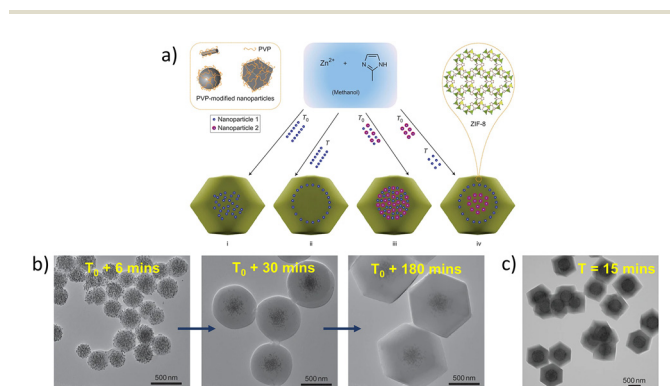 a)
PVP
PVP-modified nanoparticles
Nanoparticle 1
Nanoparticle 2
Zn2+ + N NH
(Methanol)
ZIF-8
T0
T
T0
T0
T
i
ii
iii
iv
b)
T0 + 6 mins
500 nm
T0 + 30 mins
500 nm
T0 + 180 mins
500 nm
c)
T = 15 mins
500 nm